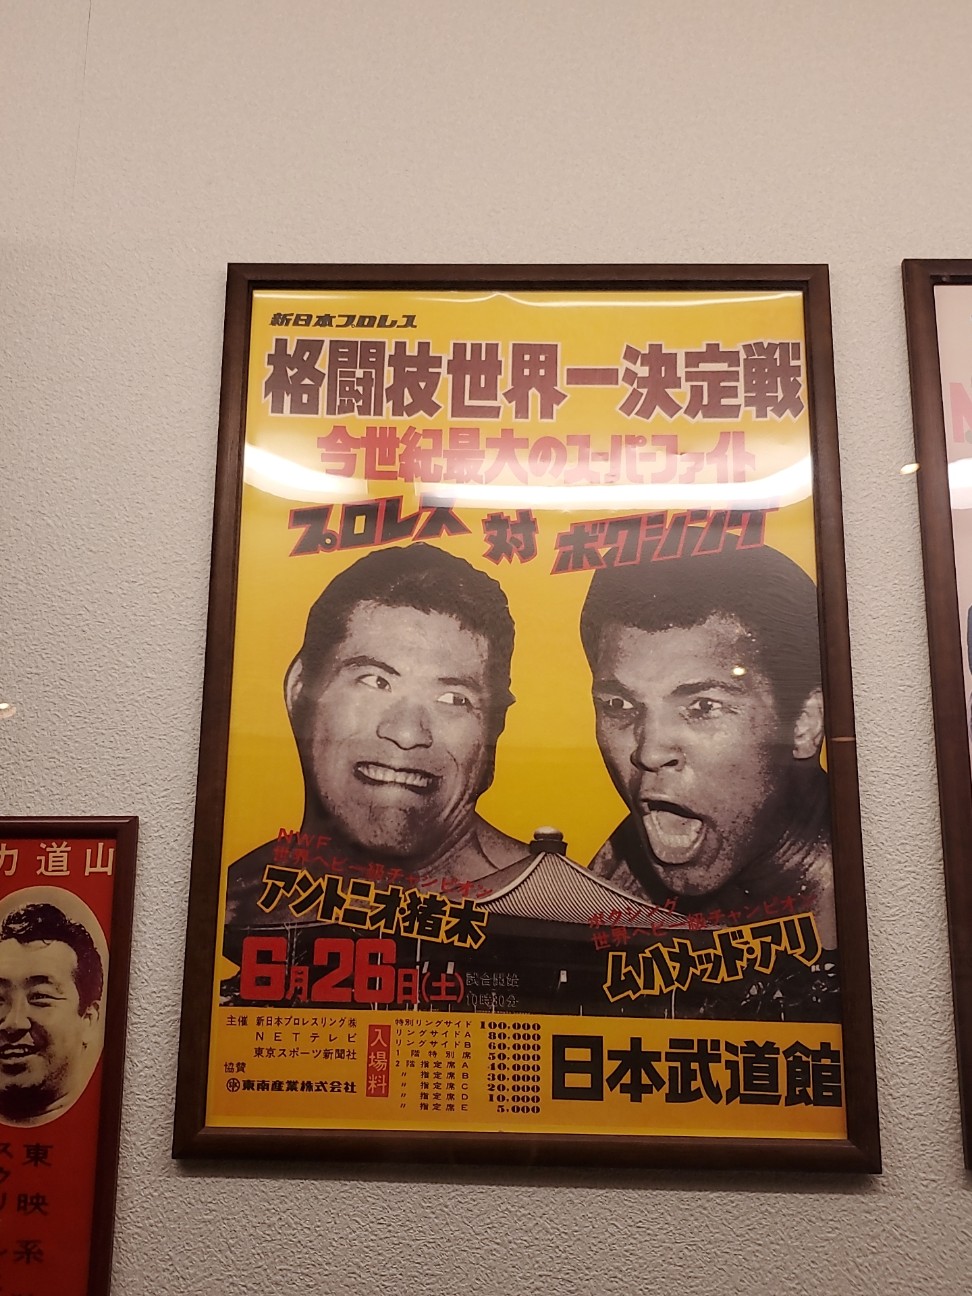 新日本プロレス
格闘技世界一決定戦
今世紀最大のスーパーファイト
プロレス対ボクシング
NWF
世界ヘビー級チャンピオン
アントニオ・猪木
ボクシング
世界ヘビー級チャンピオン
ムハメッド・アリ
6月26日(土)試合開始
10時30分
主催 新日本プロレスリング㈱
NETテレビ
東京スポーツ新聞社
協賛
東南産業株式会社
入場料
特別リングサイド 100.000
リングサイドA 80.000
リングサイドB 60.000
1階特別席 50.000
2階指定席A 40.000
〃 指定席B 30.000
〃 指定席C 20.000
〃 指定席D 10.000
〃 指定席E 5.000
日本武道館
力道山
東映系